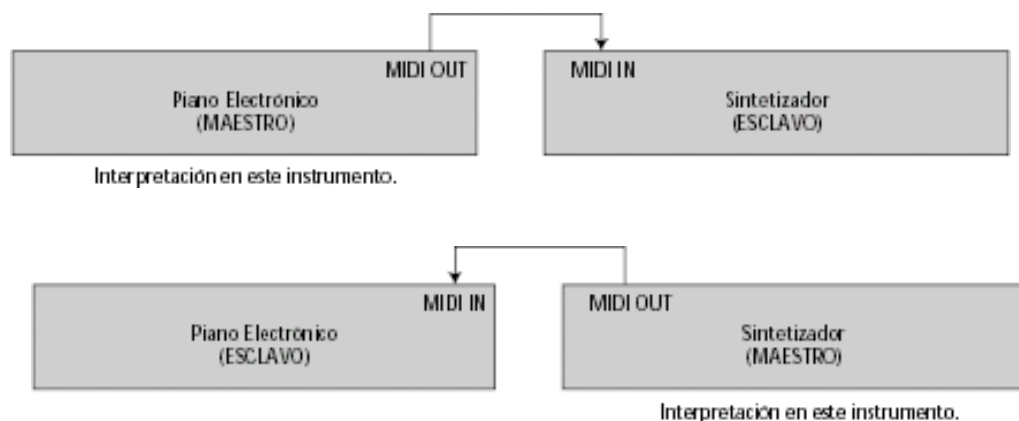 MIDI OUT
Piano Electrónico
(MAESTRO)
MIDI IN
Sintetizador
(ESCLAVO)
Interpretación en este instrumento.
MIDI IN
Piano Electrónico
(ESCLAVO)
MIDI OUT
Sintetizador
(MAESTRO)
Interpretación en este instrumento.